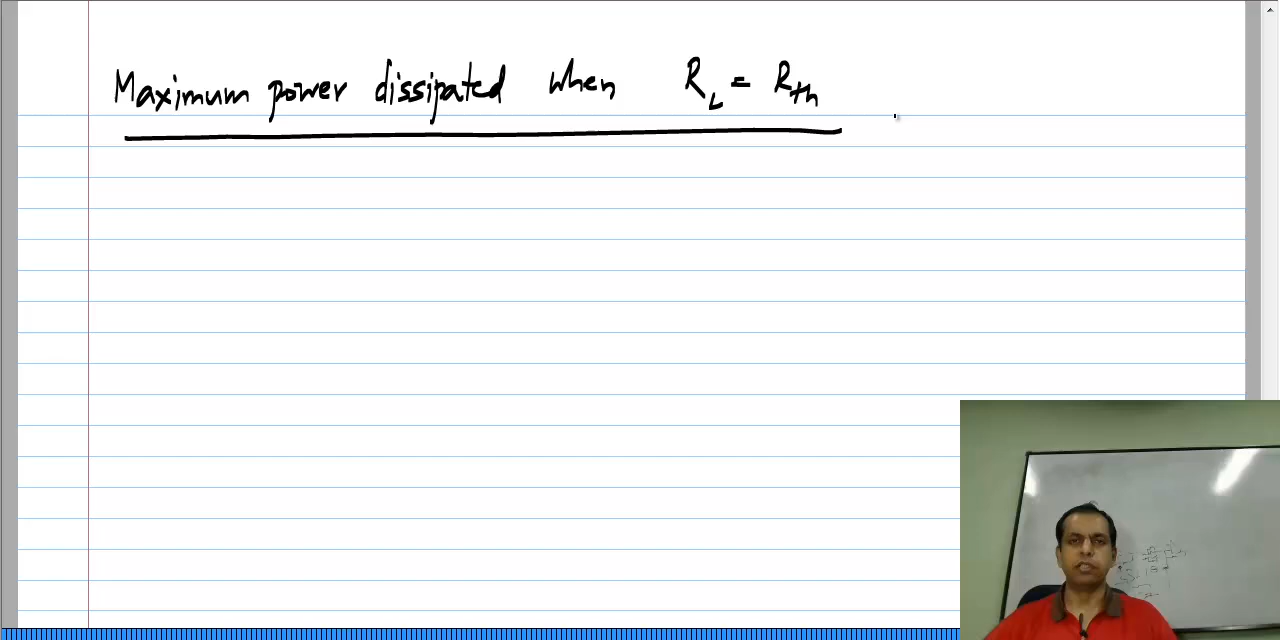 Maximum power dissipated when R_L = R_th